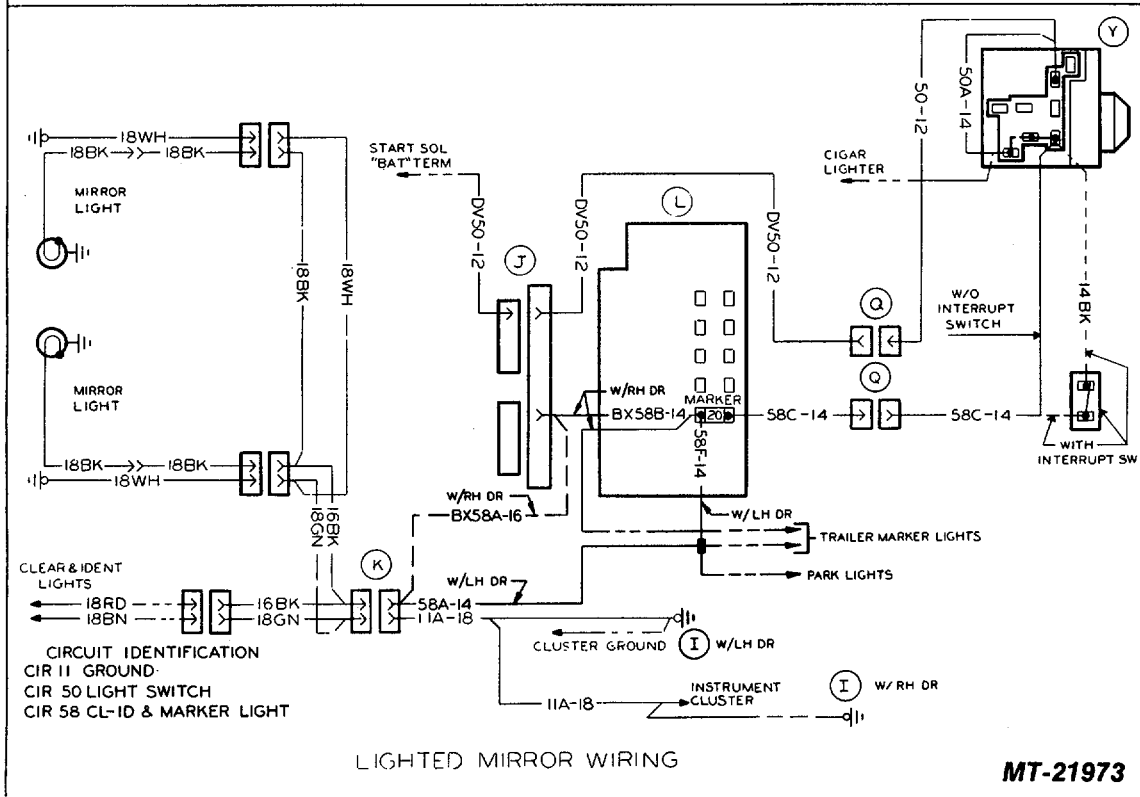 Y
50A-14
50-12
18WH
18BK
18BK
START SOL
"BAT" TERM
CIGAR
LIGHTER
MIRROR
LIGHT
L
DV50-12
DV50-12
DV50-12
J
18BK
18WH
W/O
INTERRUPT
SWITCH
14BK
Q
Q
MIRROR
LIGHT
W/RH DR
MARKER
BX58B-14
20
58C-14
58C-14
58F-14
WITH
INTERRUPT SW
18BK
18BK
18WH
W/RH DR
BX58A-16
W/LH DR
18GN
16BK
TRAILER MARKER LIGHTS
K
CLEAR & IDENT
LIGHTS
W/LH DR
PARK LIGHTS
18RD
16BK
58A-14
18BN
18GN
11A-18
CLUSTER GROUND
I
W/LH DR
CIRCUIT IDENTIFICATION
CIR 11 GROUND
CIR 50 LIGHT SWITCH
CIR 58 CL-ID & MARKER LIGHT
11A-18
INSTRUMENT
CLUSTER
I
W/RH DR
LIGHTED MIRROR WIRING
MT-21973